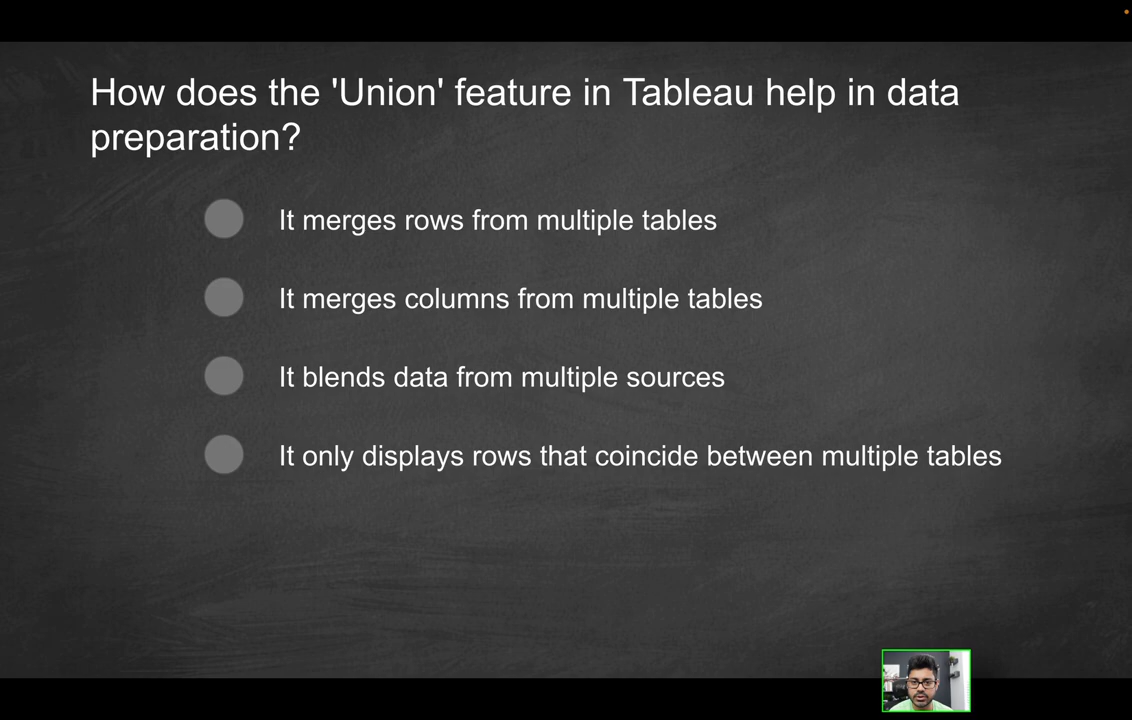 How does the 'Union' feature in Tableau help in data
preparation?
It merges rows from multiple tables
It merges columns from multiple tables
It blends data from multiple sources
It only displays rows that coincide between multiple tables